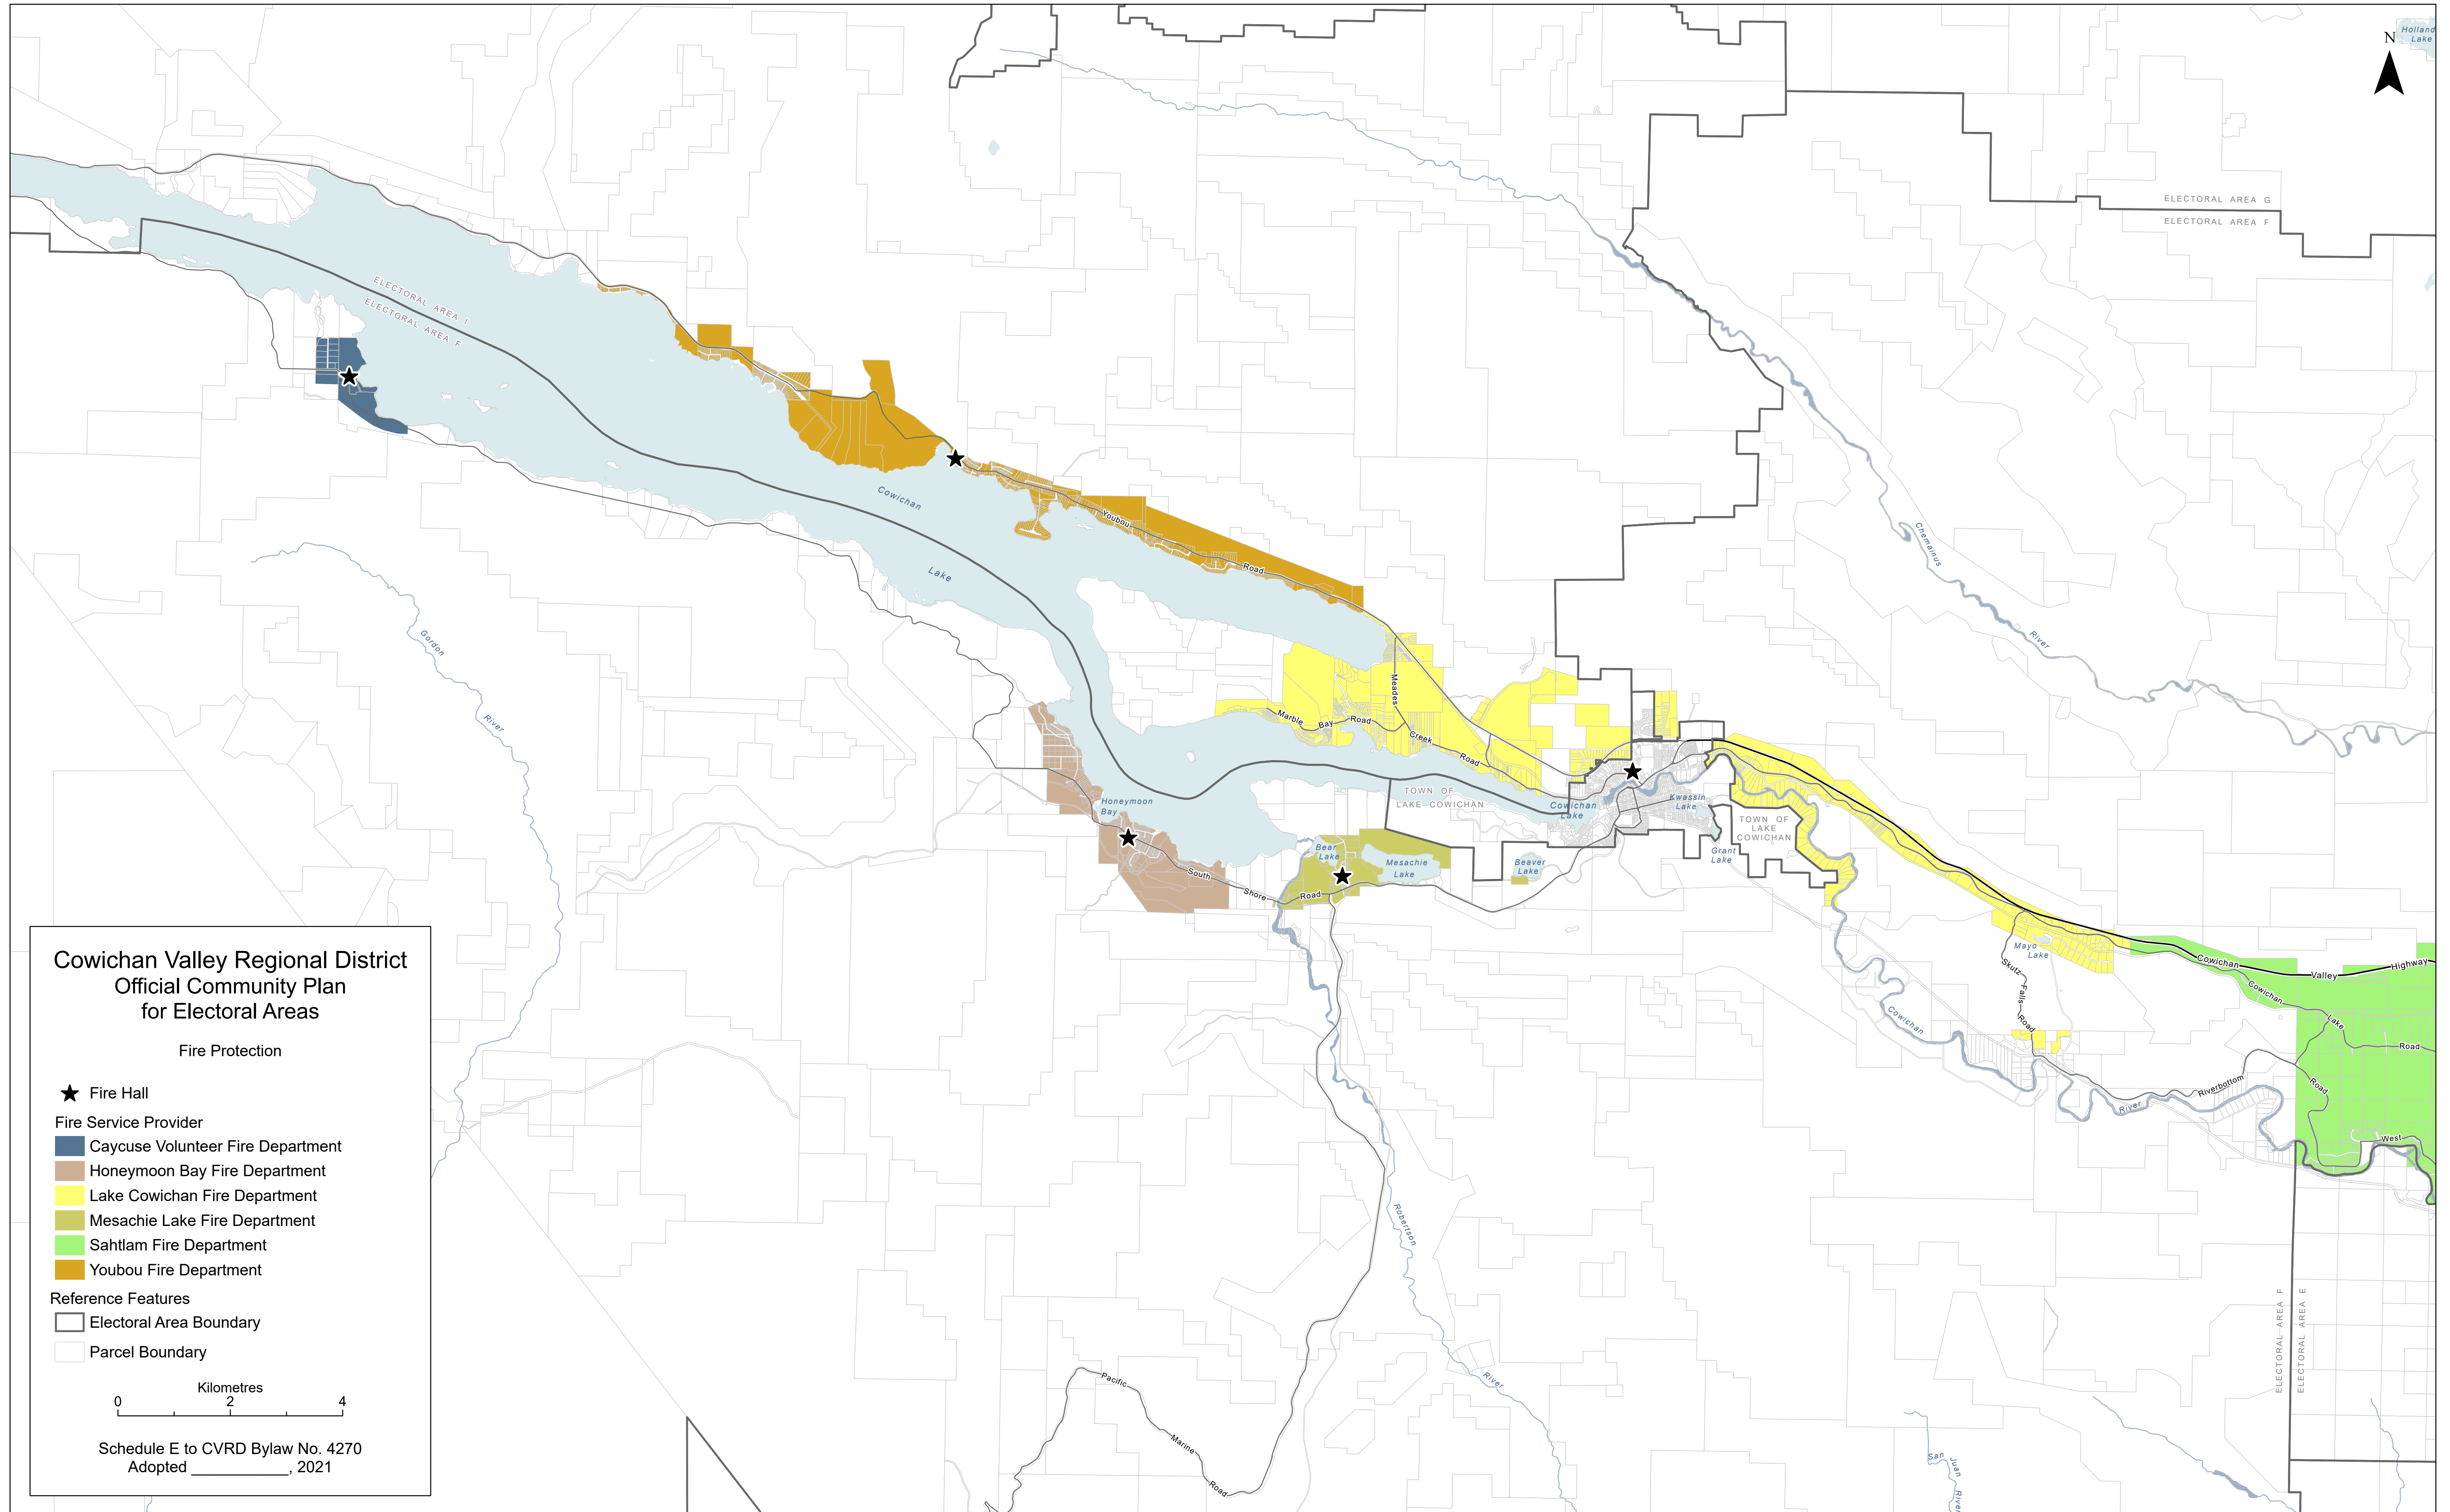 Holland
Lake
N
ELECTORAL AREA G
ELECTORAL AREA F
ELECTORAL AREA I
ELECTORAL AREA F
Cowichan
Lake
Youbou
Road
Chemainus
River
Gordon
River
Meades
Creek
Road
Marble
Bay
Road
Honeymoon
Bay
TOWN OF
LAKE COWICHAN
Cowichan
Lake
Kwassin
Lake
TOWN OF
LAKE
COWICHAN
Grant
Lake
Bear
Lake
Mesachie
Lake
Beaver
Lake
South
Shore
Road
Mayo
Lake
Skutz
Falls
Road
Cowichan
Valley
Highway
Cowichan
Lake
Road
Cowichan
River
Riverbottom
Road
West
Robertson
River
Pacific
Marine
Road
San
Juan
River
ELECTORAL AREA F
ELECTORAL AREA E
Cowichan Valley Regional District
Official Community Plan
for Electoral Areas
Fire Protection
Fire Hall
Fire Service Provider
Caycuse Volunteer Fire Department
Honeymoon Bay Fire Department
Lake Cowichan Fire Department
Mesachie Lake Fire Department
Sahtlam Fire Department
Youbou Fire Department
Reference Features
Electoral Area Boundary
Parcel Boundary
Kilometres
0 2 4
Schedule E to CVRD Bylaw No. 4270
Adopted ____________, 2021